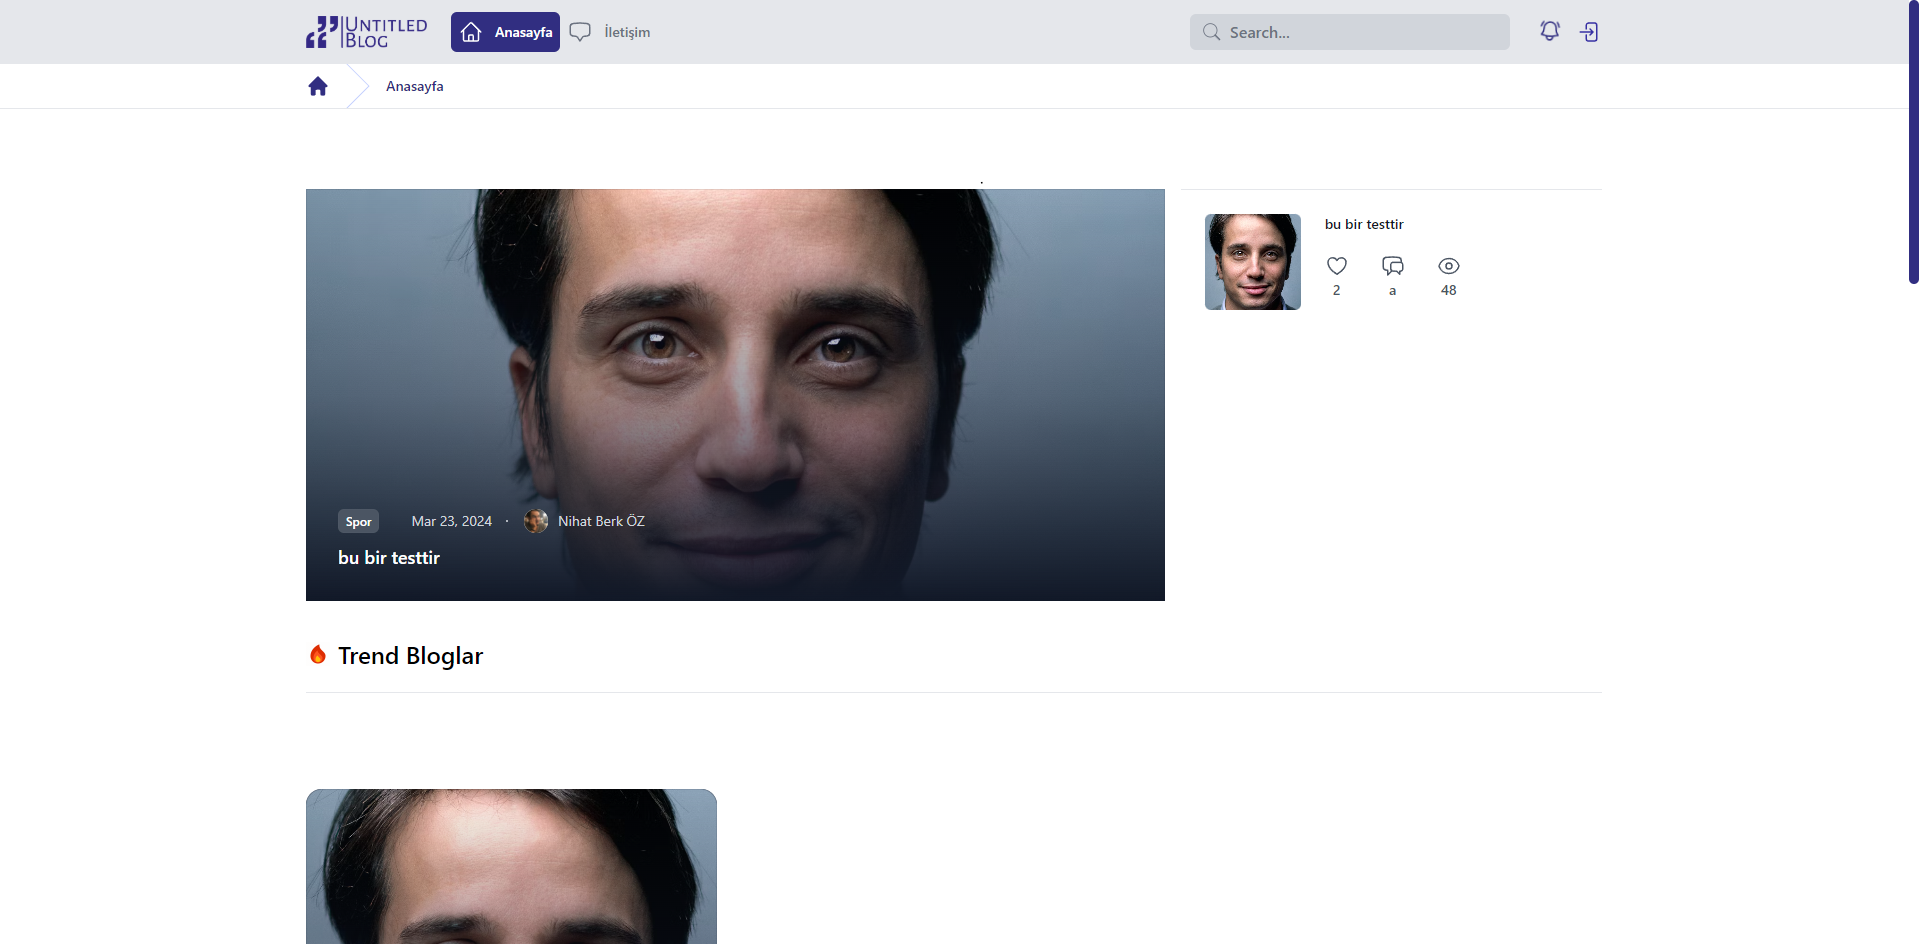 UNTITLED
BLOG
Anasayfa
İletişim
Search...
Anasayfa
Spor
Mar 23, 2024 · Nihat Berk ÖZ
bu bir testtir
bu bir testtir
2
a
48
Trend Bloglar